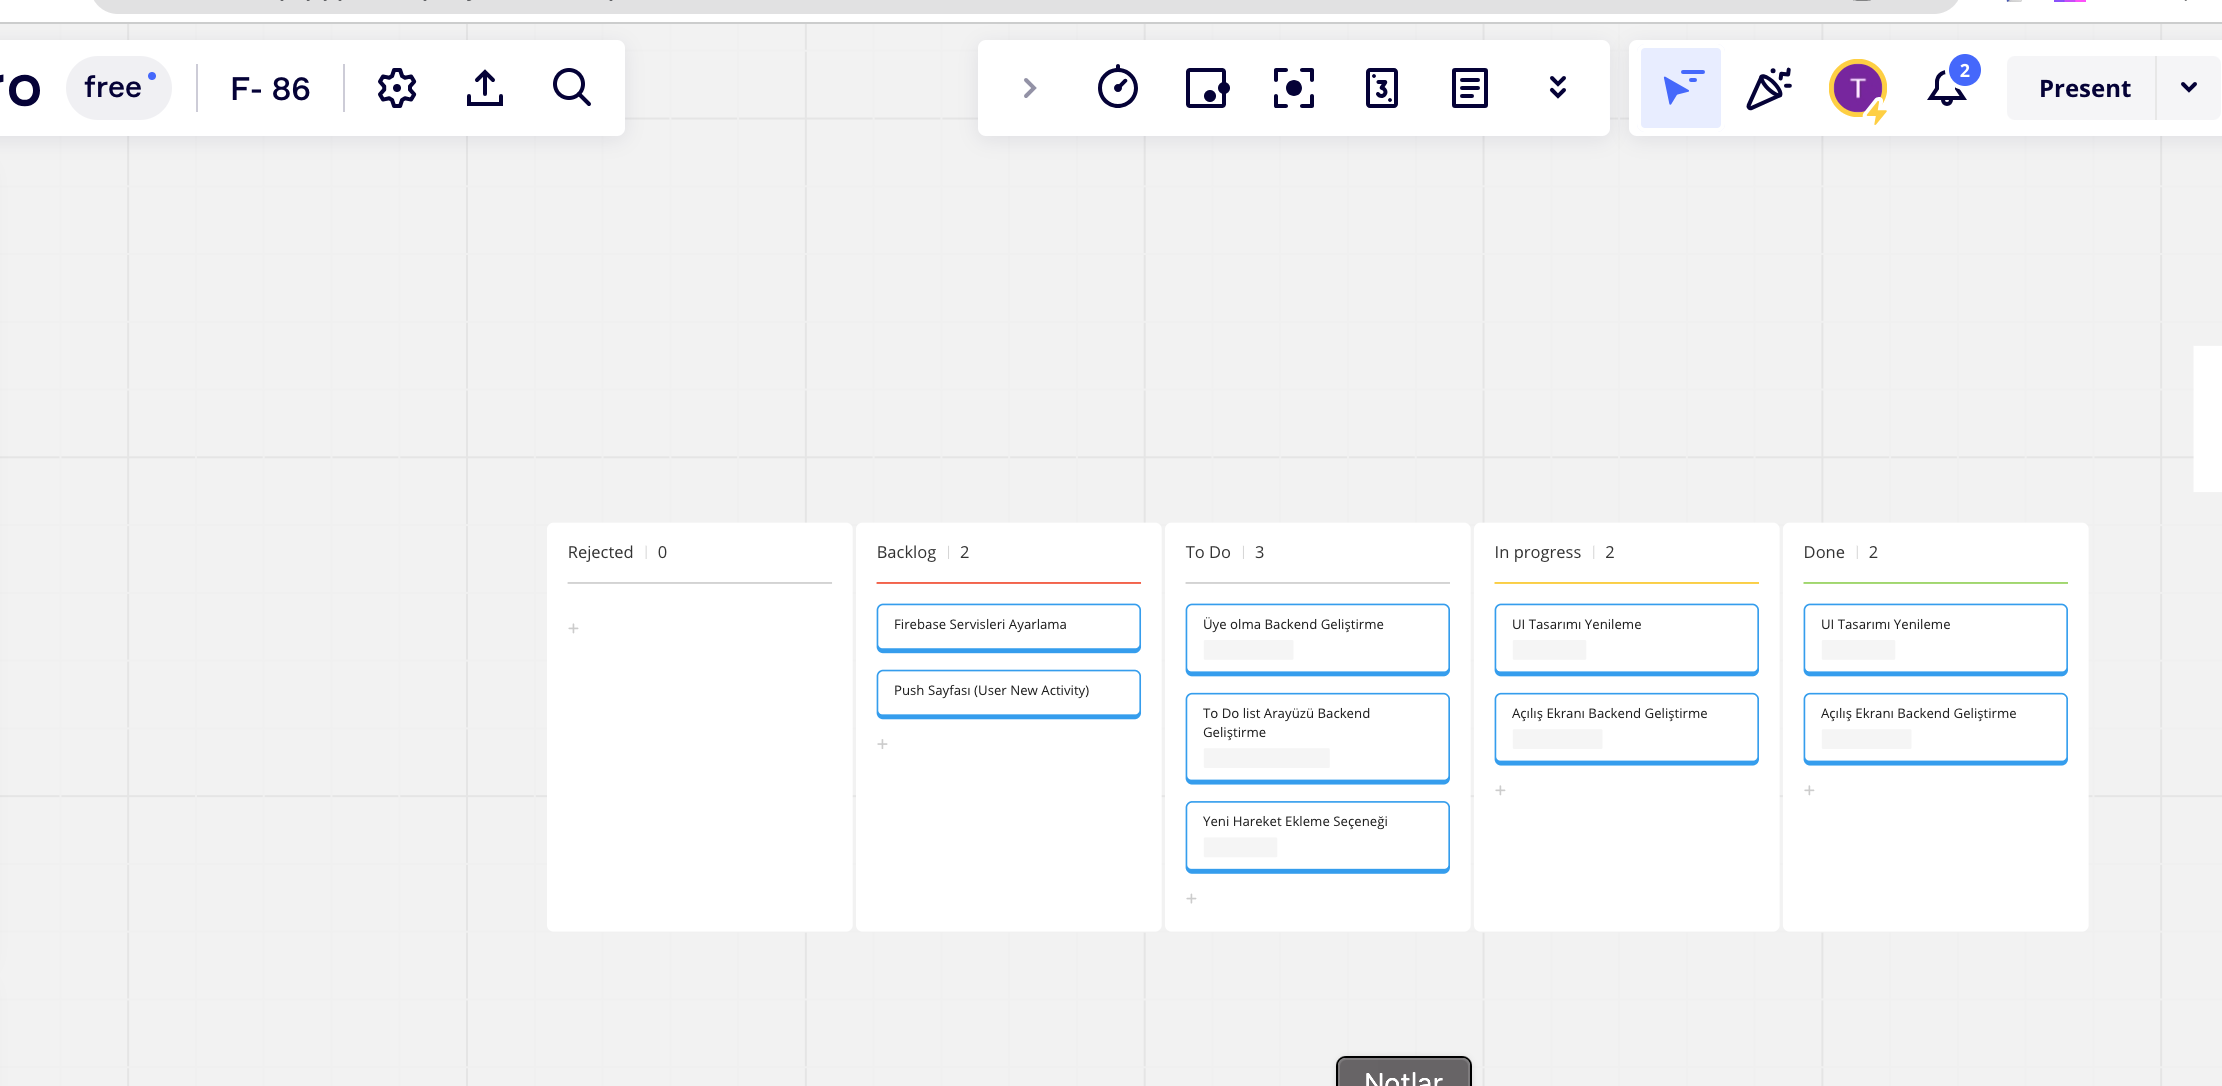 free
F- 86
3
T
2
Present
Rejected 0
Backlog 2
To Do 3
In progress 2
Done 2
Firebase Servisleri Ayarlama
Push Sayfası (User New Activity)
Üye olma Backend Geliştirme
To Do list Arayüzü Backend
Geliştirme
Yeni Hareket Ekleme Seçeneği
UI Tasarımı Yenileme
Açılış Ekranı Backend Geliştirme
UI Tasarımı Yenileme
Açılış Ekranı Backend Geliştirme
Notlar